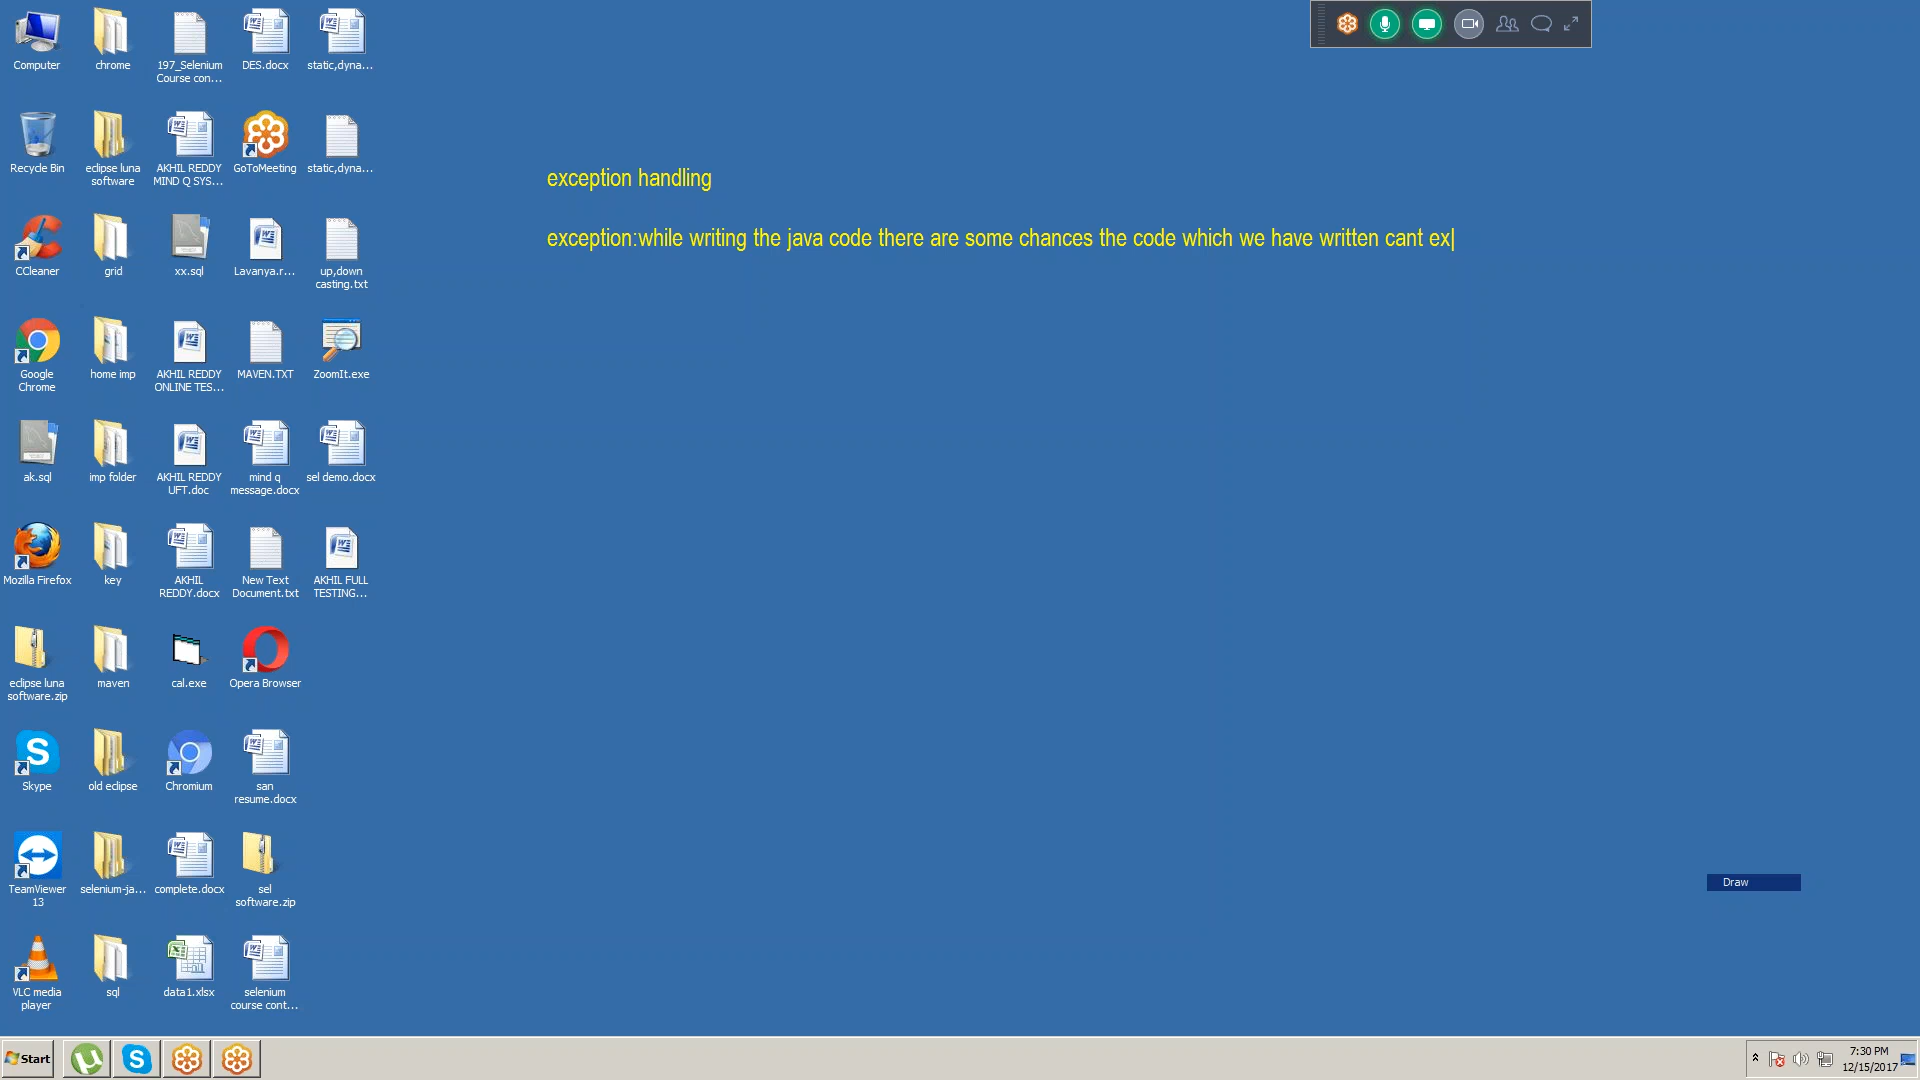 exception handling
exception:while writing the java code there are some chances the code which we have written cant ex
Computer
chrome
197_Selenium
Course con...
DES.docx
static,dyna...
Recycle Bin
eclipse luna
software
AKHIL REDDY
MIND Q SYS...
GoToMeeting
static,dyna...
CCleaner
grid
xx.sql
Lavanya.r...
up,down
casting.txt
Google
Chrome
home imp
AKHIL REDDY
ONLINE TES...
MAVEN.TXT
ZoomIt.exe
ak.sql
imp folder
AKHIL REDDY
UFT.doc
mind q
message.docx
sel demo.docx
Mozilla Firefox
key
AKHIL
REDDY.docx
New Text
Document.txt
AKHIL FULL
TESTING...
eclipse luna
software.zip
maven
cal.exe
Opera Browser
Skype
old eclipse
Chromium
san
resume.docx
TeamViewer
13
selenium-ja...
complete.docx
sel
software.zip
VLC media
player
sql
data1.xlsx
selenium
course cont...
Draw
Start
7:30 PM
12/15/2017